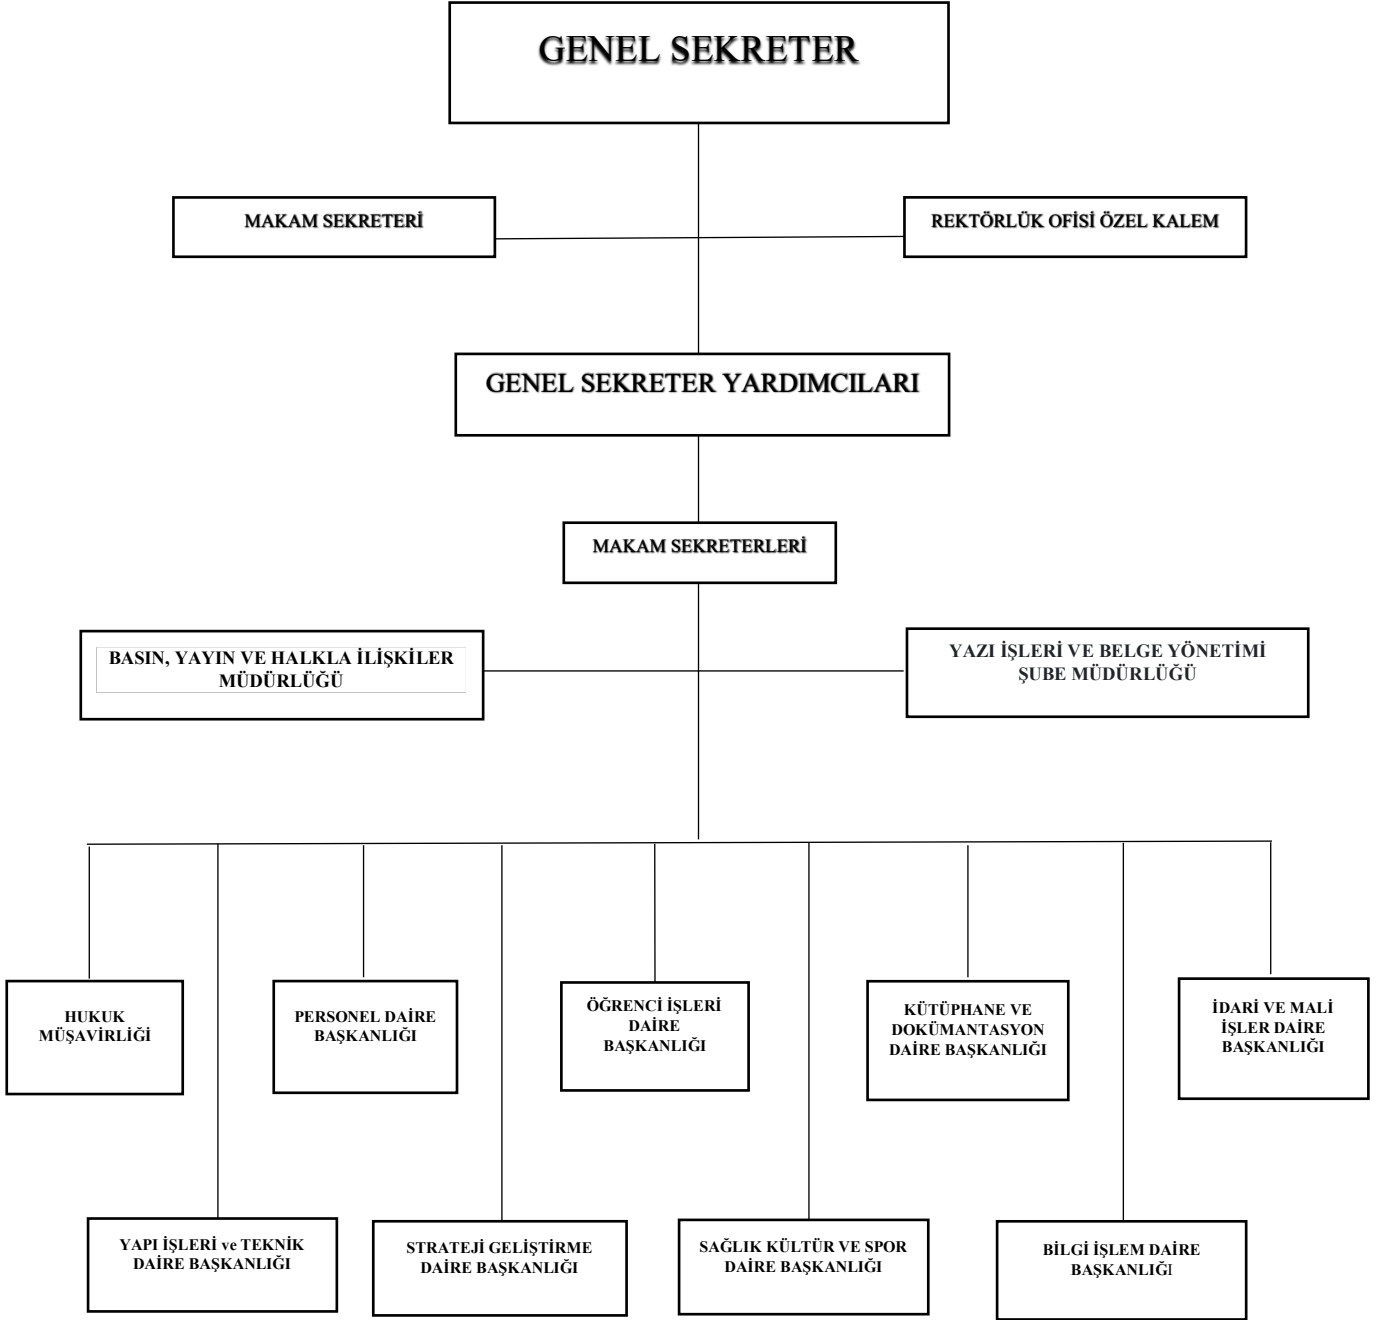 GENEL SEKRETER
MAKAM SEKRETERİ
REKTÖRLÜK OFİSİ ÖZEL KALEM
GENEL SEKRETER YARDIMCILARI
MAKAM SEKRETERLERİ
BASIN, YAYIN VE HALKLA İLİŞKİLER
MÜDÜRLÜĞÜ
YAZI İŞLERİ VE BELGE YÖNETİMİ
ŞUBE MÜDÜRLÜĞÜ
HUKUK
MÜŞAVİRLİĞİ
PERSONEL DAİRE
BAŞKANLIĞI
ÖĞRENCİ İŞLERİ
DAİRE
BAŞKANLIĞI
KÜTÜPHANE VE
DOKÜMANTASYON
DAİRE BAŞKANLIĞI
İDARİ VE MALİ
İŞLER DAİRE
BAŞKANLIĞI
YAPI İŞLERİ ve TEKNİK
DAİRE BAŞKANLIĞI
STRATEJİ GELİŞTİRME
DAİRE BAŞKANLIĞI
SAĞLIK KÜLTÜR VE SPOR
DAİRE BAŞKANLIĞI
BİLGİ İŞLEM DAİRE
BAŞKANLIĞI